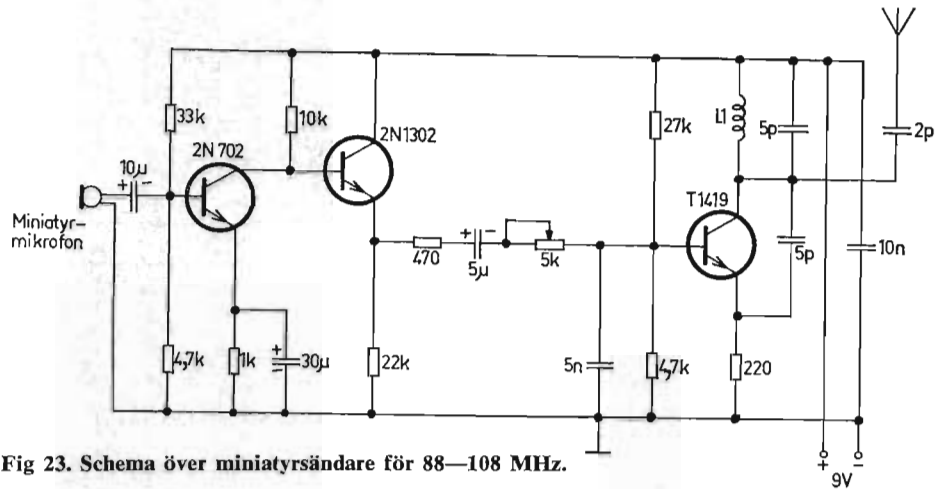 33k
10k
27k
L1
5p
2p
2N 702
2N1302
10µ
+ -
Miniatyr-
mikrofon
T1419
+ -
470
5µ
5k
5p
10n
4,7k
1k
+
-
30µ
22k
5n
4,7k
220
+ -
9V
Fig 23. Schema över miniatyrsändare för 88—108 MHz.